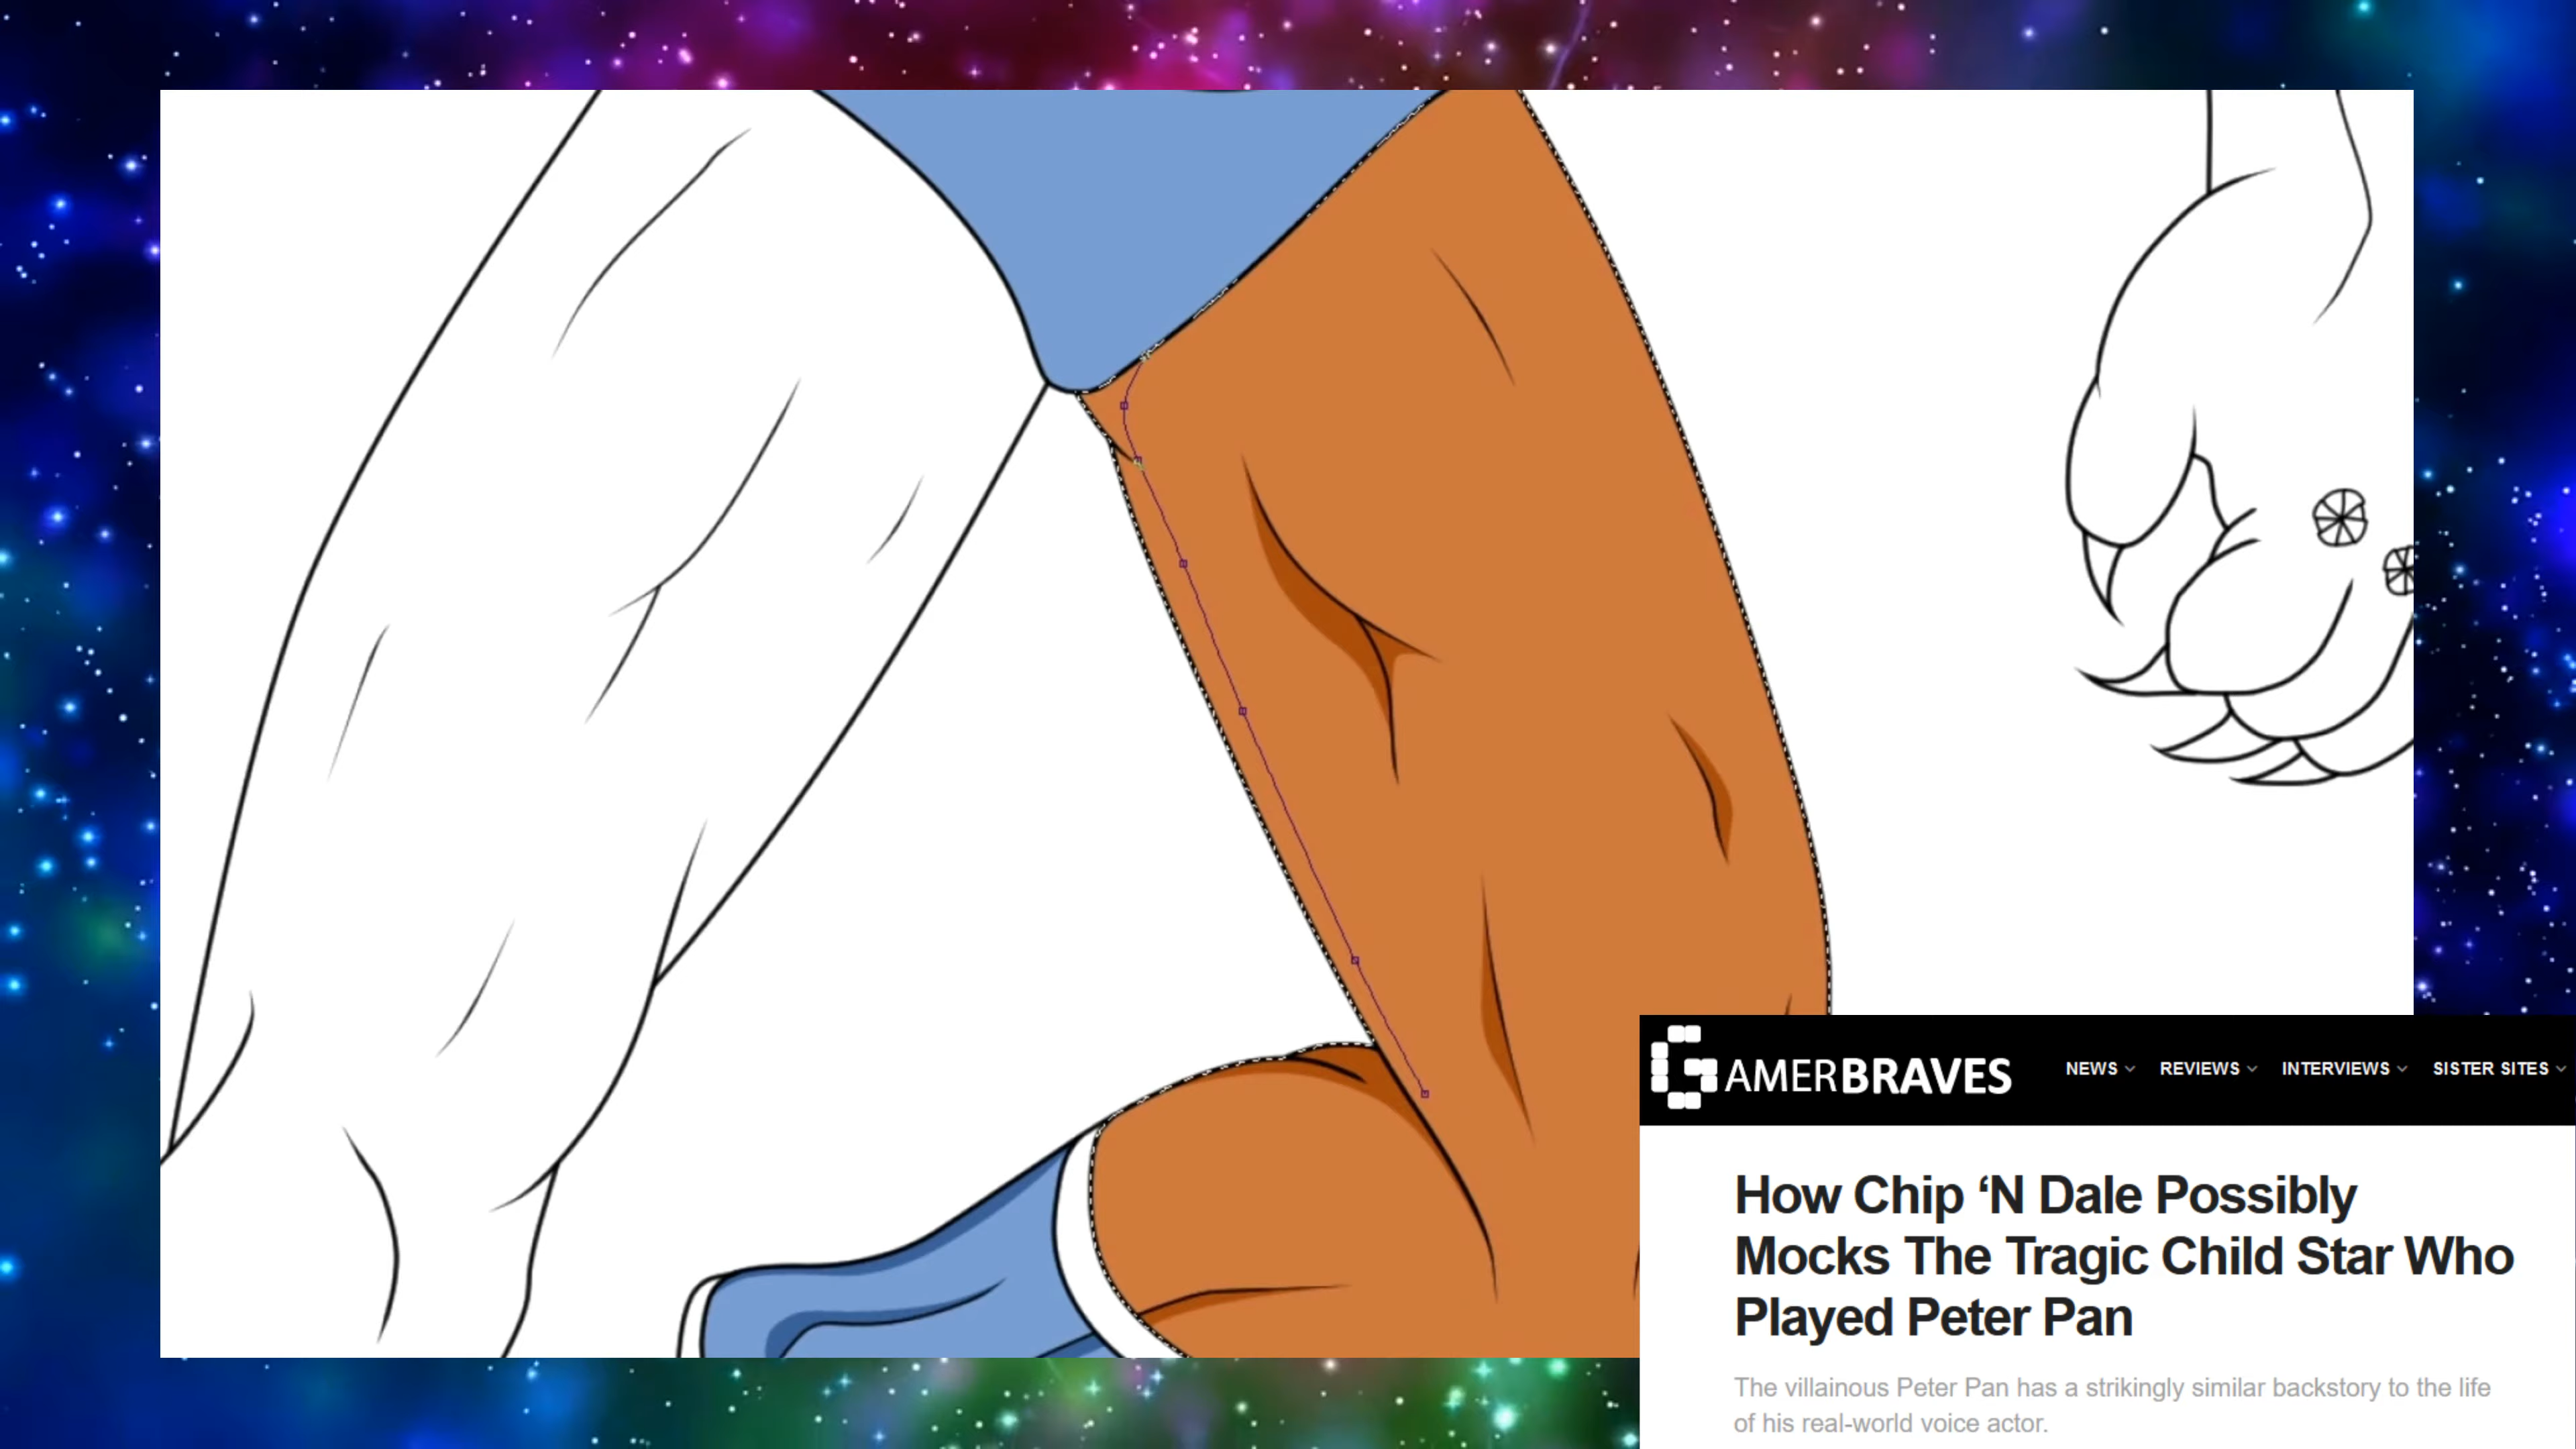 GAMERBRAVES
NEWS REVIEWS INTERVIEWS SISTER SITES
How Chip ‘N Dale Possibly
Mocks The Tragic Child Star Who
Played Peter Pan
The villainous Peter Pan has a strikingly similar backstory to the life
of his real-world voice actor.